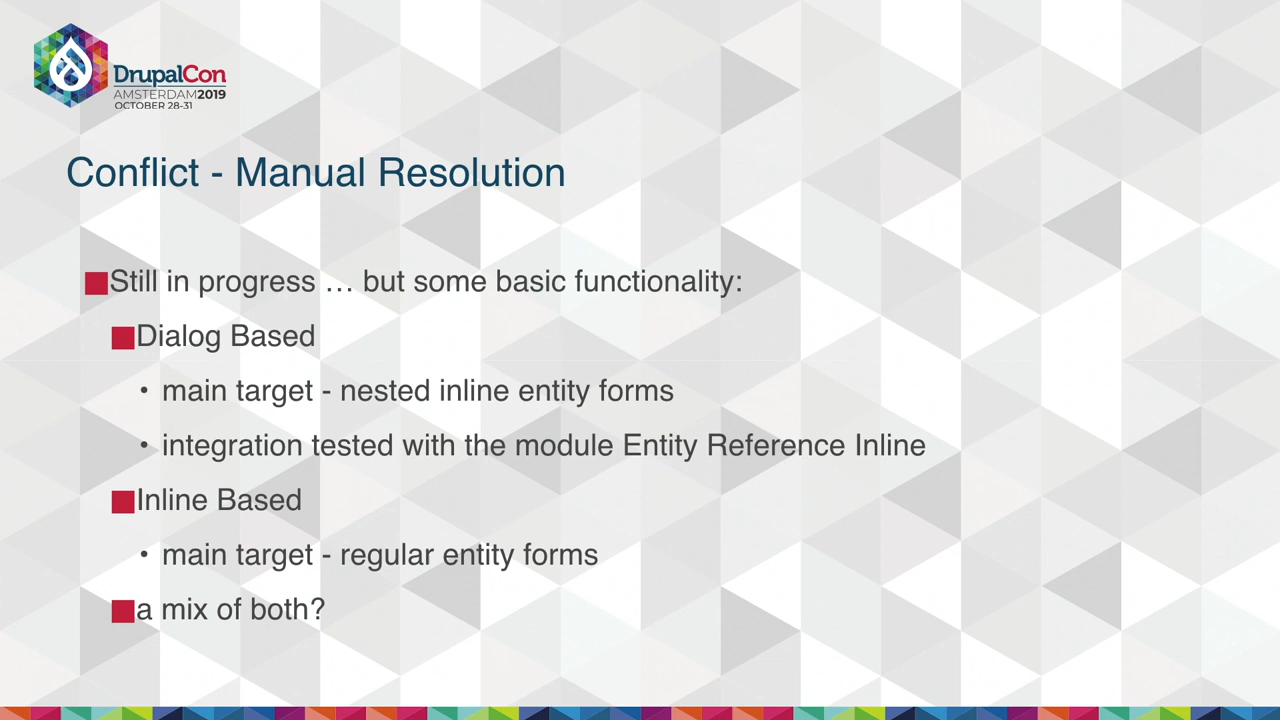 DrupalCon
AMSTERDAM2019
OCTOBER 28-31
Conflict - Manual Resolution
Still in progress … but some basic functionality:
Dialog Based
• main target - nested inline entity forms
• integration tested with the module Entity Reference Inline
Inline Based
• main target - regular entity forms
a mix of both?